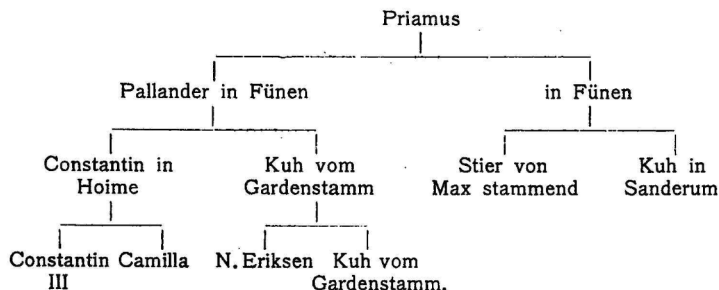 Priamus
Pallander in Fünen
in Fünen
Constantin in
Hoime
Kuh vom
Gardenstamm
Stier von
Max stammend
Kuh in
Sanderum
Constantin
III
Camilla
N. Eriksen
Kuh vom
Gardenstamm.